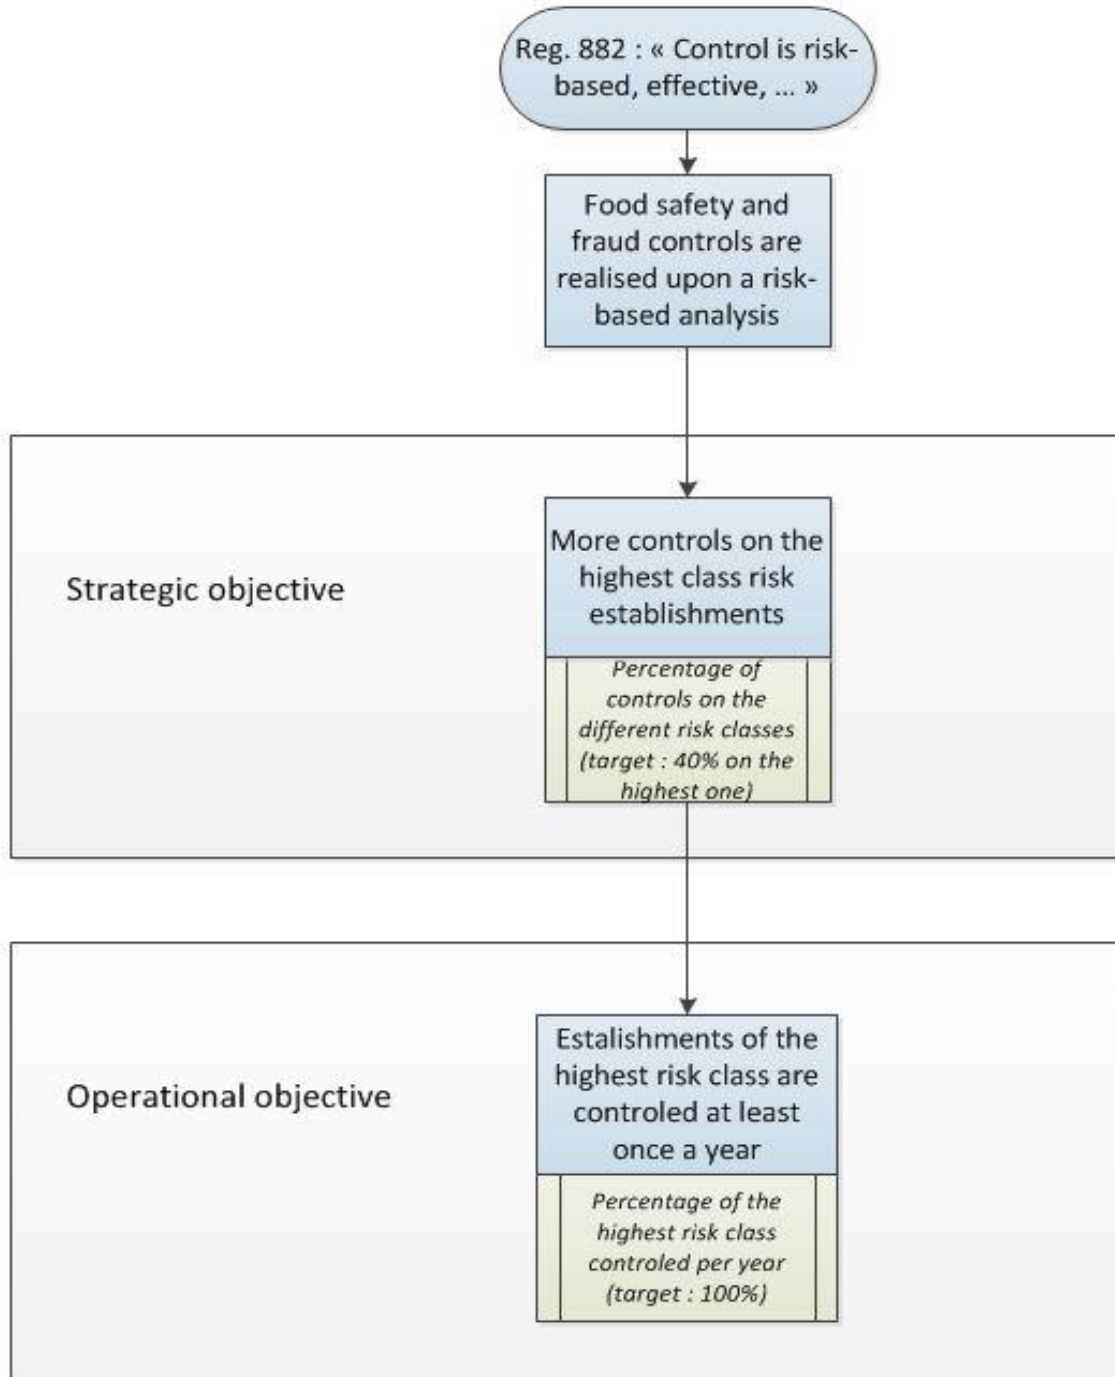 Reg. 882 : « Control is risk-
based, effective, ... »
Food safety and
fraud controls are
realised upon a risk-
based analysis
Strategic objective
More controls on the
highest class risk
establishments
Percentage of
controls on the
different risk classes
(target : 40% on the
highest one)
Operational objective
Estalishments of the
highest risk class are
controled at least
once a year
Percentage of the
highest risk class
controled per year
(target : 100%)